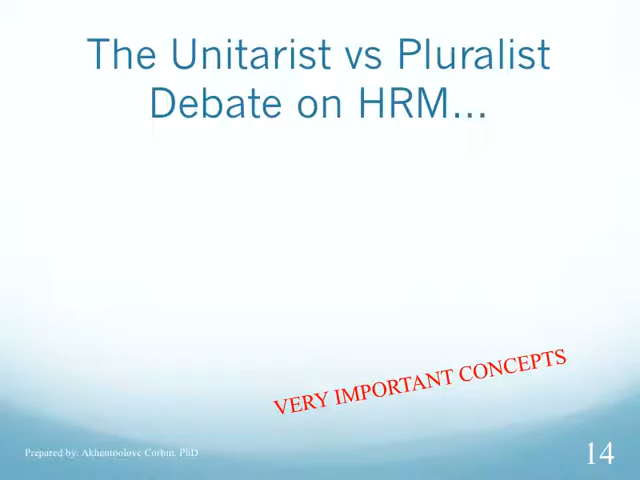 The Unitarist vs Pluralist
Debate on HRM...
VERY IMPORTANT CONCEPTS
Prepared by: Akhentoolove Corbin, PhD
14